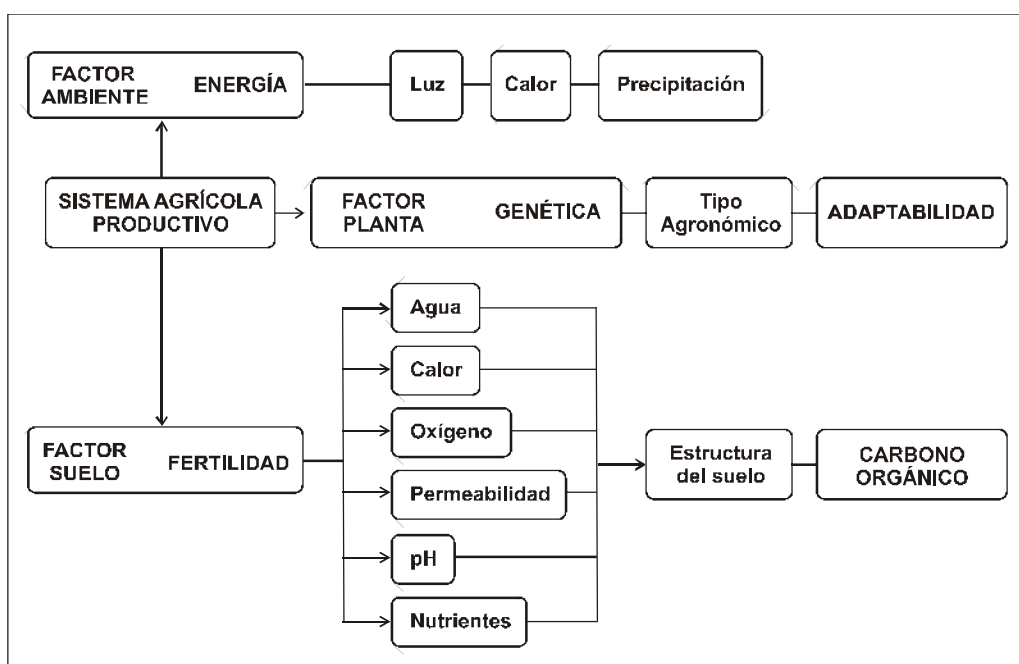 FACTOR
AMBIENTE
ENERGÍA
Luz
Calor
Precipitación
SISTEMA AGRÍCOLA
PRODUCTIVO
FACTOR
PLANTA
GENÉTICA
Tipo
Agronómico
ADAPTABILIDAD
Agua
Calor
Oxígeno
Permeabilidad
pH
Nutrientes
FACTOR
SUELO
FERTILIDAD
Estructura
del suelo
CARBONO
ORGÁNICO